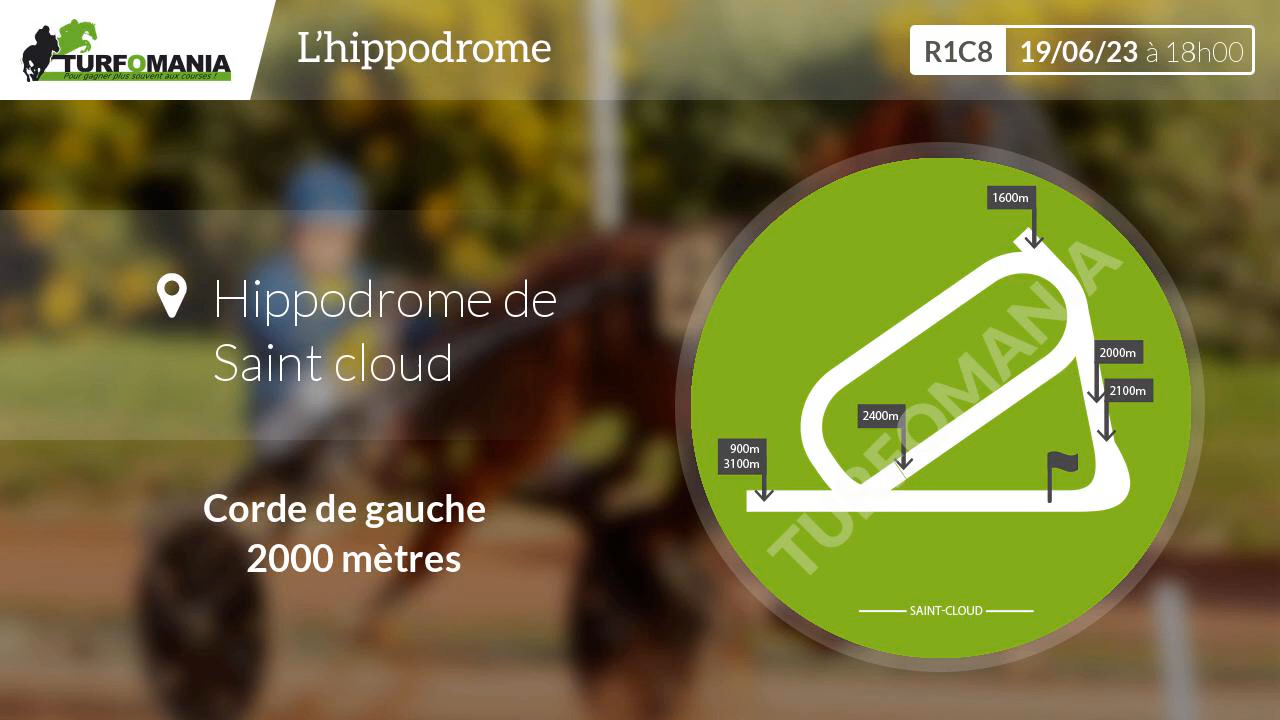 TURFOMANIA
Pour gagner plus souvent aux courses !
L'hippodrome
R1C8 19/06/23 à 18h00
Hippodrome de
Saint cloud
Corde de gauche
2000 mètres
1600m
2000m
2100m
2400m
900m
3100m
TURFOMANIA
SAINT-CLOUD